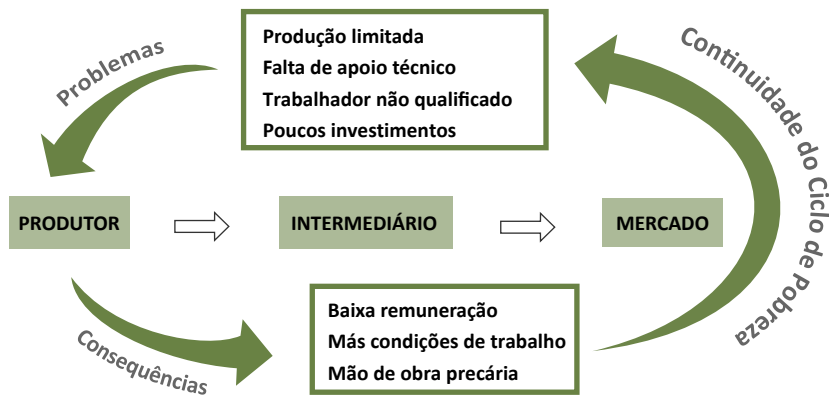 Problemas
Produção limitada
Falta de apoio técnico
Trabalhador não qualificado
Poucos investimentos
Continuidade do Ciclo de Pobreza
PRODUTOR
INTERMEDIÁRIO
MERCADO
Consequências
Baixa remuneração
Más condições de trabalho
Mão de obra precária